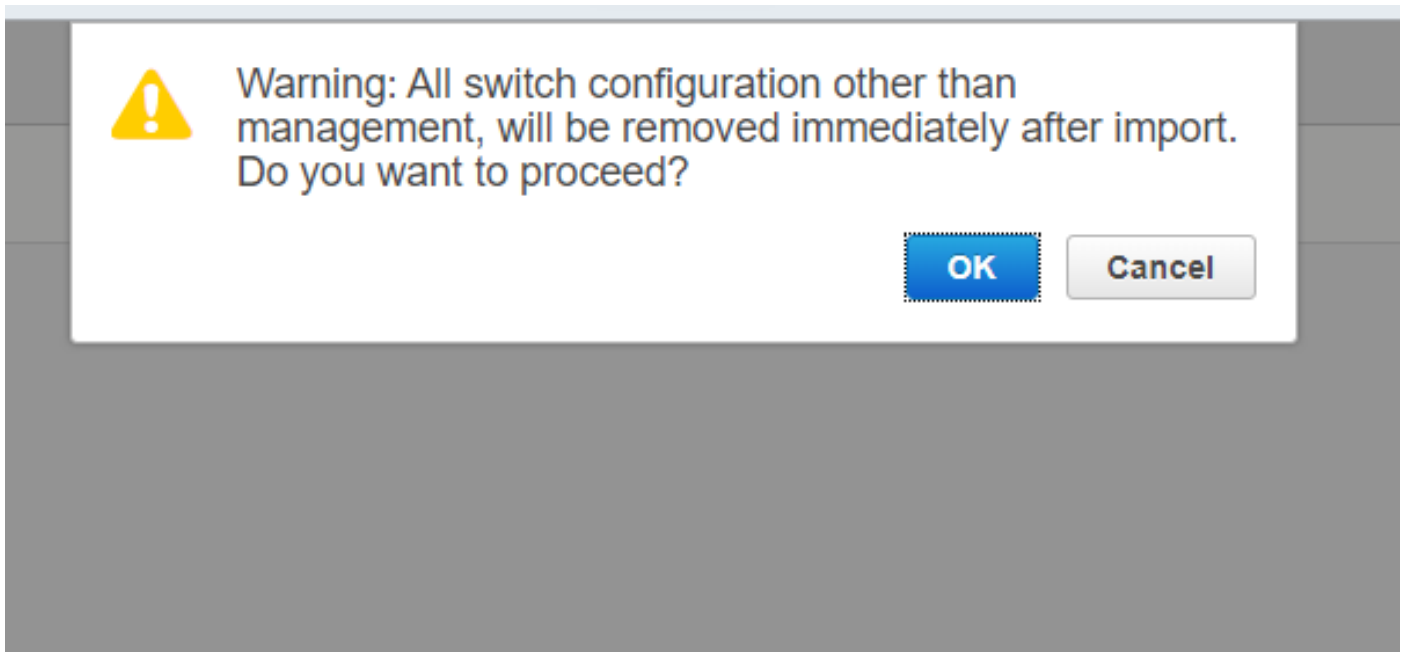 Warning: All switch configuration other than
management, will be removed immediately after import.
Do you want to proceed?
OK Cancel